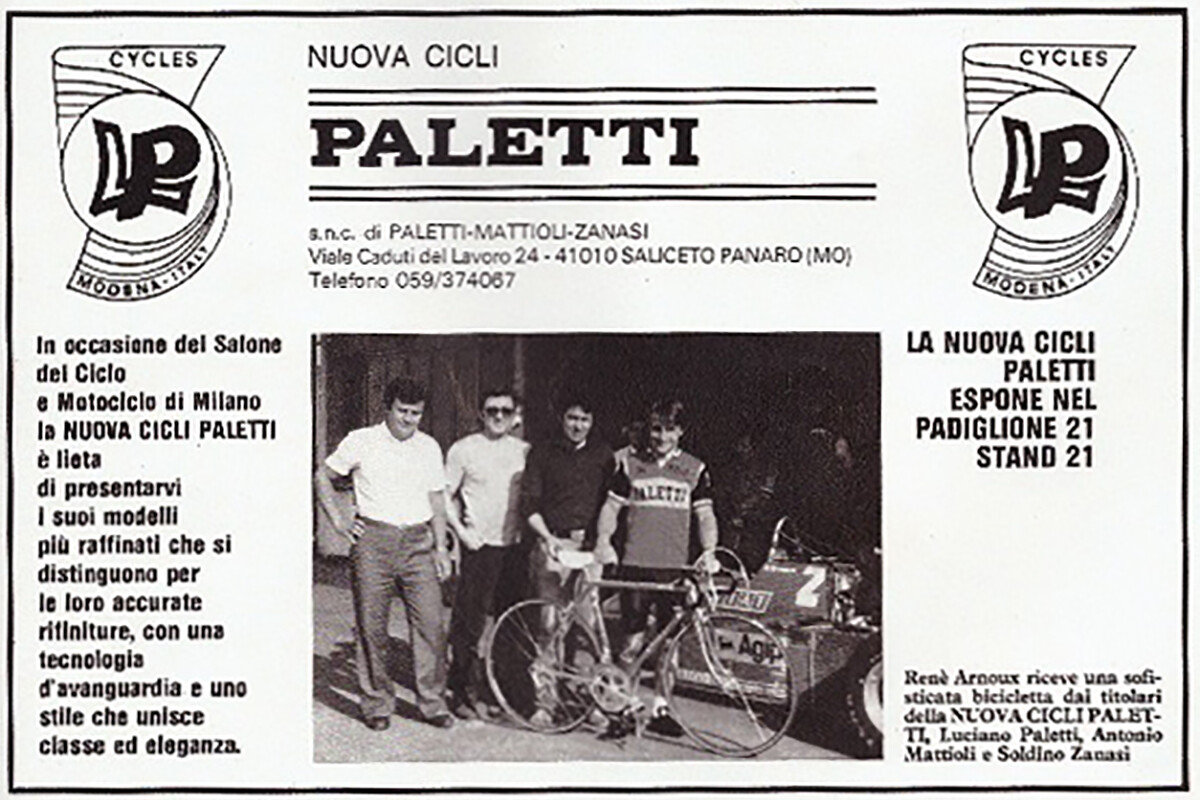 CYCLES
LP
MODENA-ITALY
NUOVA CICLI
PALETTI
s.n.c. di PALETTI-MATTIOLI-ZANASI
Viale Caduti del Lavoro 24 - 41010 SALICETO PANARO (MO)
Telefono 059/374067
CYCLES
LP
MODENA-ITALY
In occasione del Salone
del Ciclo
e Motociclo di Milano
la NUOVA CICLI PALETTI
è lieta
di presentarvi
i suoi modelli
più raffinati che si
distinguono per
le loro accurate
rifiniture, con una
tecnologia
d'avanguardia e uno
stile che unisce
classe ed eleganza.
PALETTI
2
Agip
LA NUOVA CICLI
PALETTI
ESPONE NEL
PADIGLIONE 21
STAND 21
Renè Arnoux riceve una sofi-
sticata bicicletta dai titolari
della NUOVA CICLI PALET-
TI, Luciano Paletti, Antonio
Mattioli e Soldino Zanasi